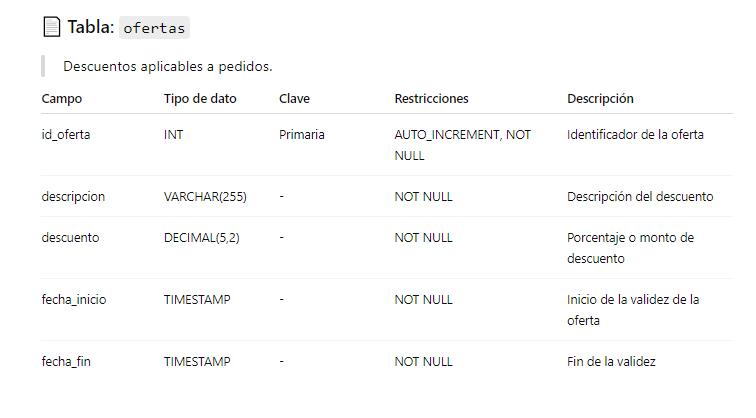 Tabla: ofertas
Descuentos aplicables a pedidos.
Campo Tipo de dato Clave Restricciones Descripción
id_oferta INT Primaria AUTO_INCREMENT, NOT NULL Identificador de la oferta
descripcion VARCHAR(255) - NOT NULL Descripción del descuento
descuento DECIMAL(5,2) - NOT NULL Porcentaje o monto de descuento
fecha_inicio TIMESTAMP - NOT NULL Inicio de la validez de la oferta
fecha_fin TIMESTAMP - NOT NULL Fin de la validez